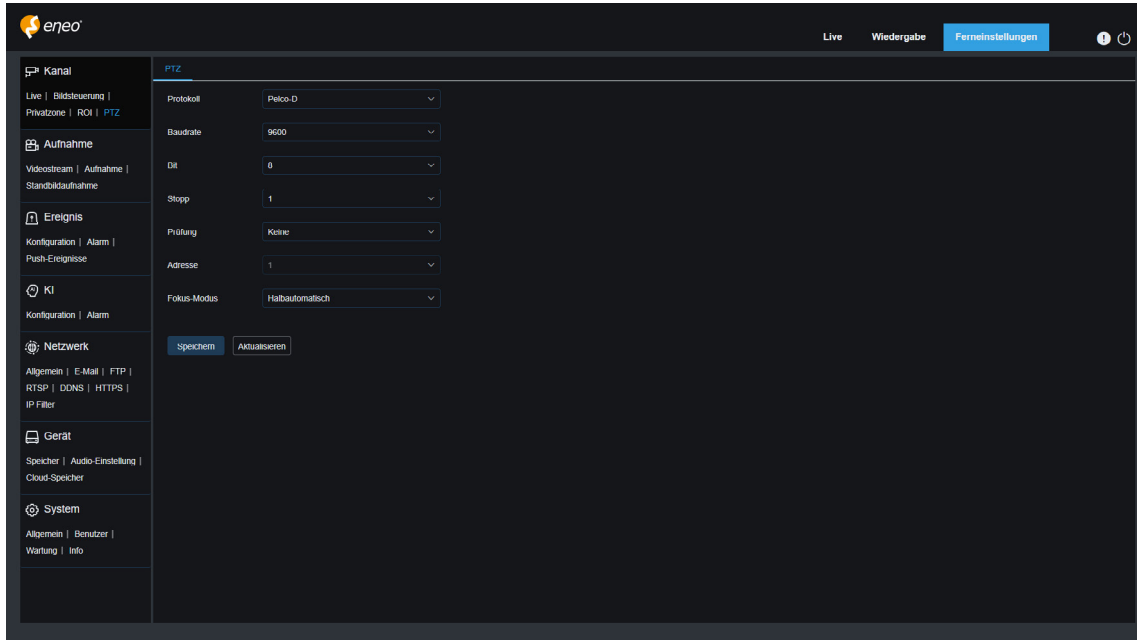 eneo
Live Wiedergabe Ferneinstellungen
Kanal
Live | Bildsteuerung |
Privatzone | ROI | PTZ
Aufnahme
Videostream | Aufnahme |
Standbildaufnahme
Ereignis
Konfiguration | Alarm |
Push-Ereignisse
KI
Konfiguration | Alarm
Netzwerk
Allgemein | E-Mail | FTP |
RTSP | DDNS | HTTPS |
IP Filter
Gerät
Speicher | Audio-Einstellung |
Cloud-Speicher
System
Allgemein | Benutzer |
Wartung | Info
PTZ
Protokoll Pelco-D
Baudrate 9600
Bit 8
Stopp 1
Prüfung Keine
Adresse 1
Fokus-Modus Halbautomatisch
Speichern Aktualisieren